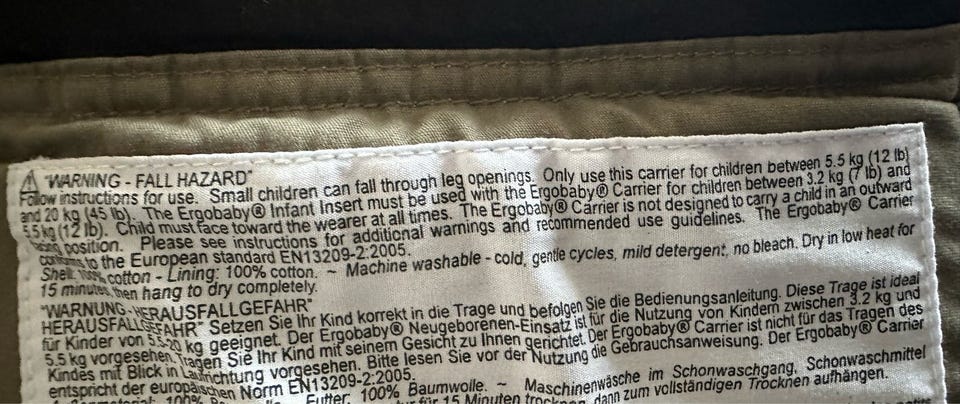 "WARNING - FALL HAZARD"
Follow instructions for use. Small children can fall through leg openings. Only use this carrier for children between 5.5 kg (12 lb)
and 20 kg (45 lb). The Ergobaby® Infant Insert must be used with the Ergobaby® Carrier for children between 3.2 kg (7 lb) and
5.5 kg (12 lb). Child must face toward the wearer at all times. The Ergobaby® Carrier is not designed to carry a child in an outward
facing position. Please see instructions for additional warnings and recommended use guidelines. The Ergobaby® Carrier
conforms to the European standard EN13209-2:2005.
Shell: 100% cotton - Lining: 100% cotton. ~ Machine washable - cold, gentle cycles, mild detergent, no bleach. Dry in low heat for
15 minutes, then hang to dry completely.
"WARNUNG - HERAUSFALLGEFAHR"
HERAUSFALLGEFAHR" Setzen Sie Ihr Kind korrekt in die Trage und befolgen Sie die Bedienungsanleitung. Diese Trage ist ideal
für Kinder von 5.5-20 kg geeignet. Der Ergobaby® Neugeborenen-Einsatz ist für die Nutzung von Kindern zwischen 3.2 kg und
5.5 kg vorgesehen. Tragen Sie Ihr Kind mit seinem Gesicht zu Ihnen gerichtet. Der Ergobaby® Carrier ist nicht für das Tragen des
Kindes mit Blick in Laufrichtung vorgesehen. Bitte lesen Sie vor der Nutzung die Gebrauchsanweisung. Der Ergobaby® Carrier
entspricht der europäischen Norm EN13209-2:2005.
100% Futter. 100% Baumwolle. ~ Maschinenwäsche im Schonwaschgang, Schonwaschmittel
für 15 Minuten trocknen, dann zum vollständigen Trocknen aufhängen.